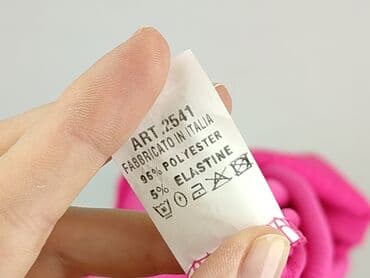 ART.2541
FABBRICATO IN ITALIA
95% POLYESTER
5% ELASTINE